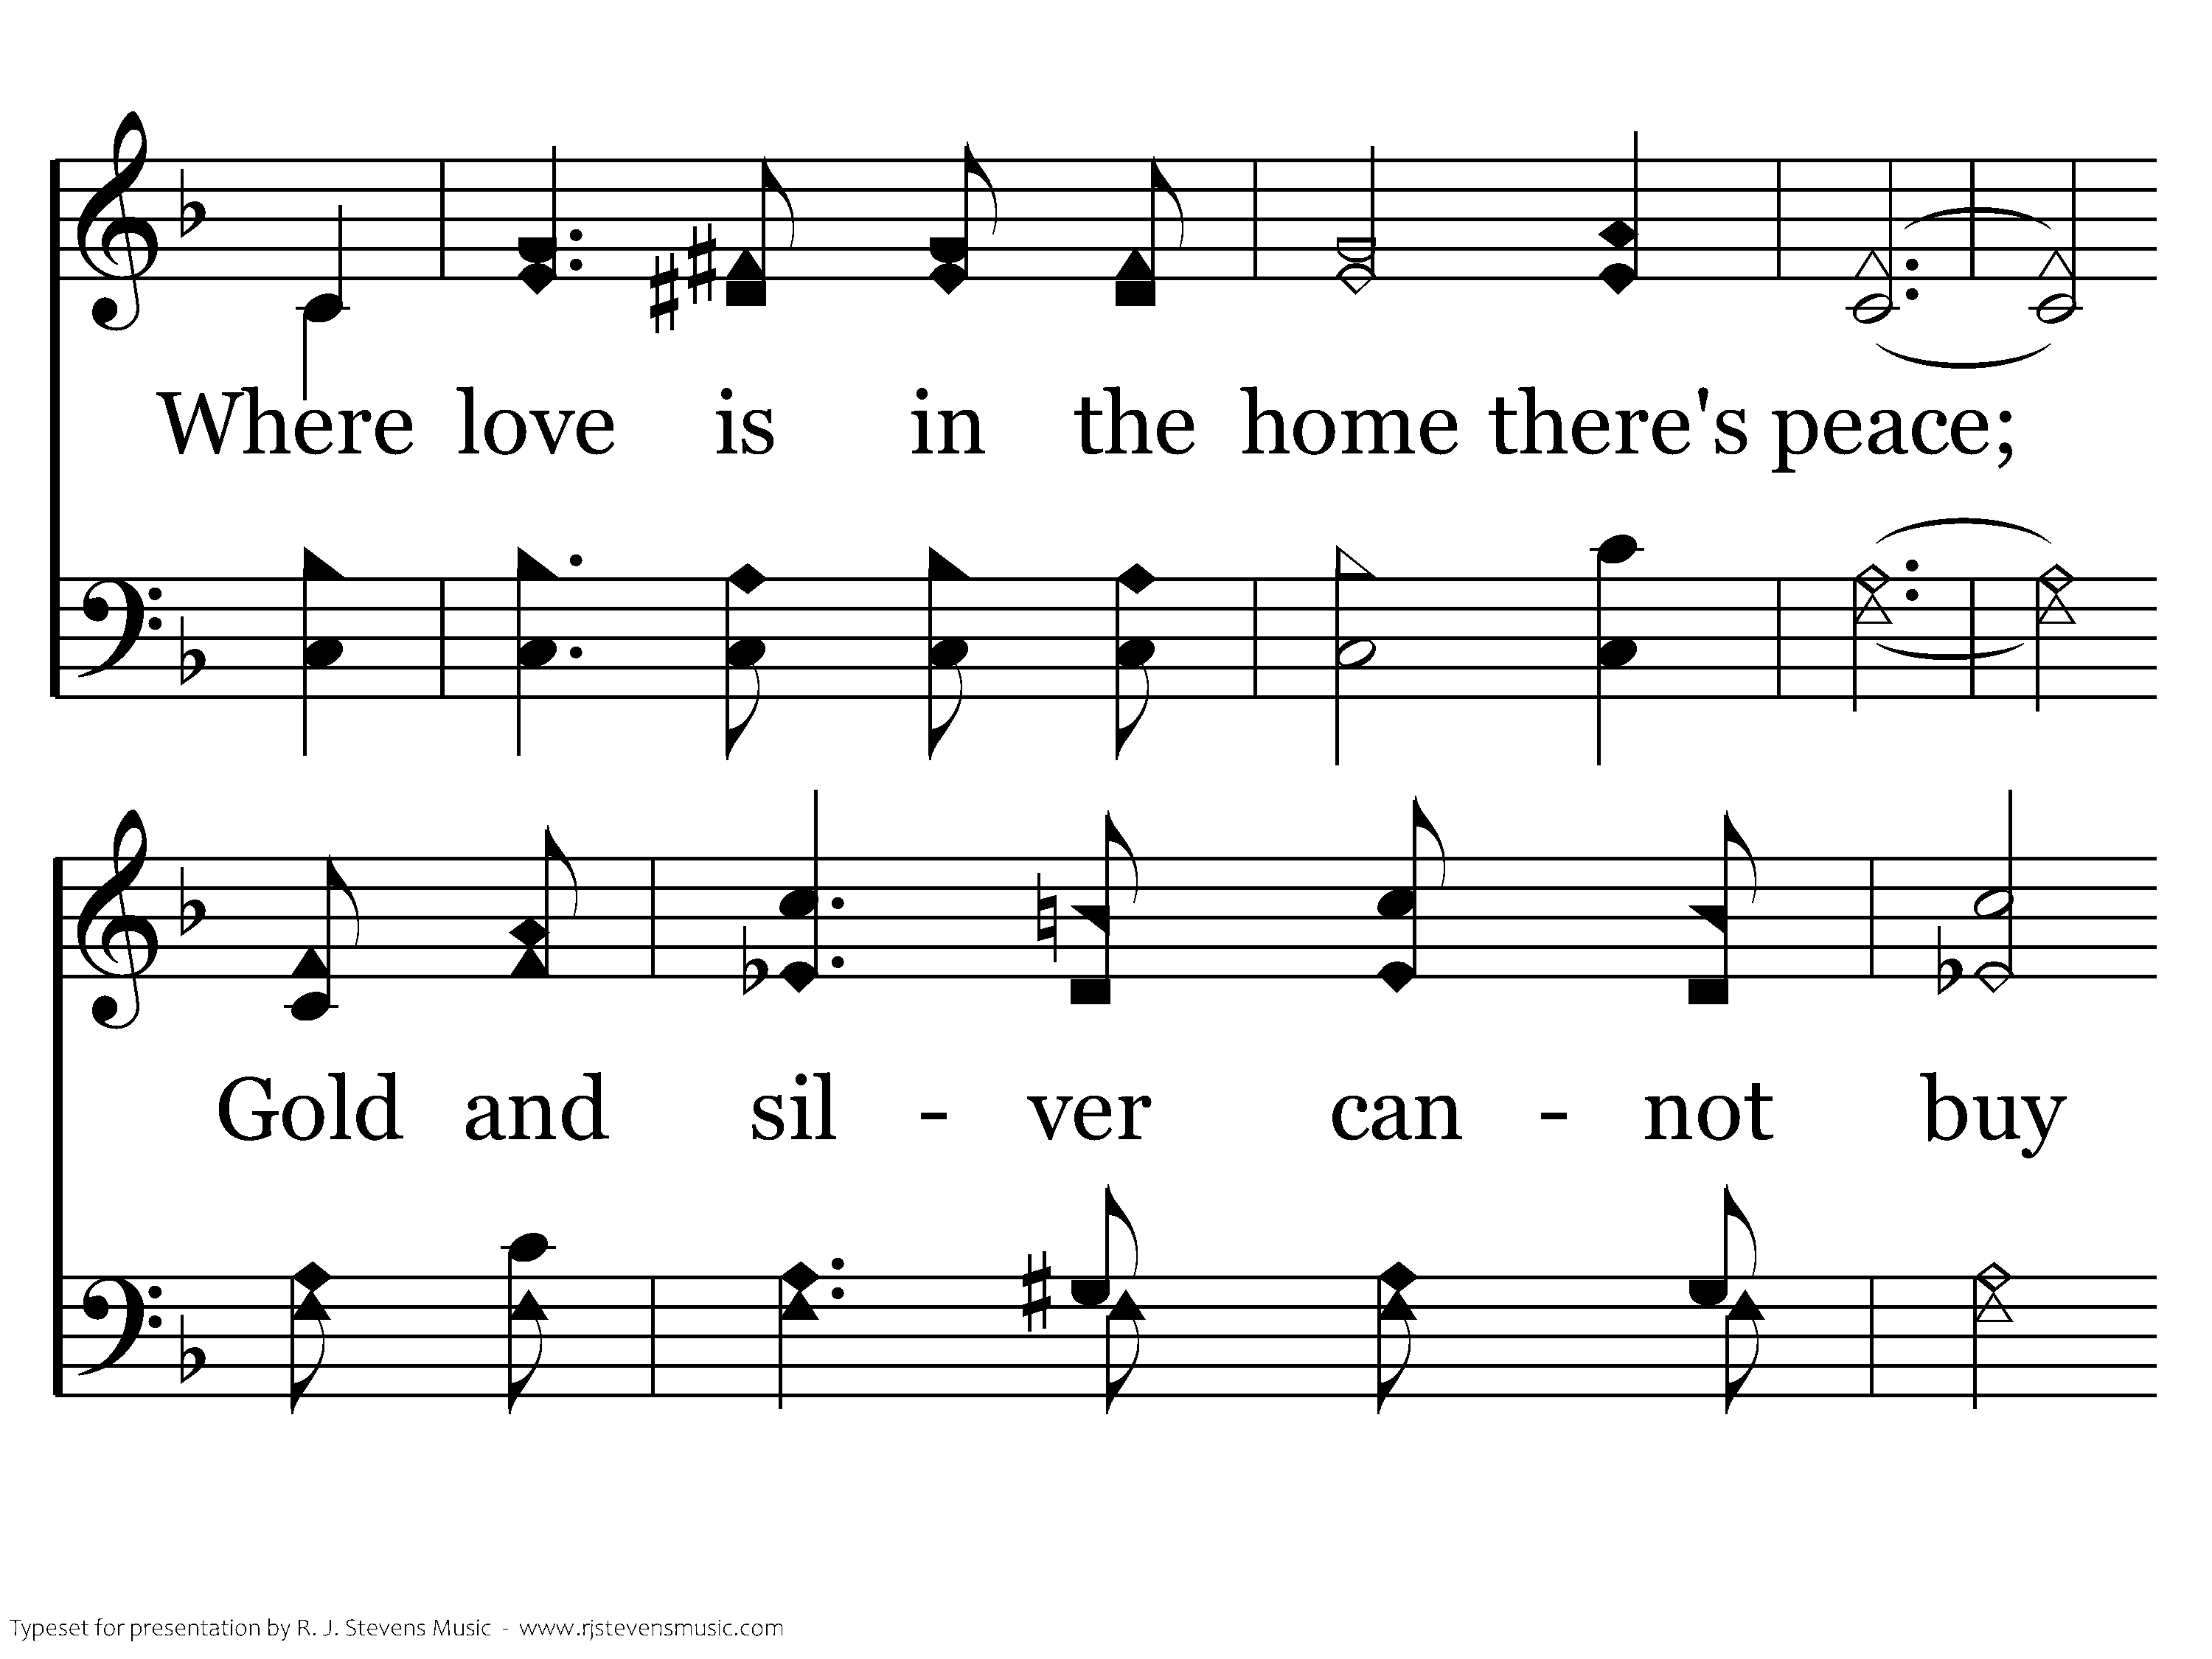 Where love is in the home there's peace;
Gold and sil - ver can - not buy
Typeset for presentation by R. J. Stevens Music - www.rjstevensmusic.com